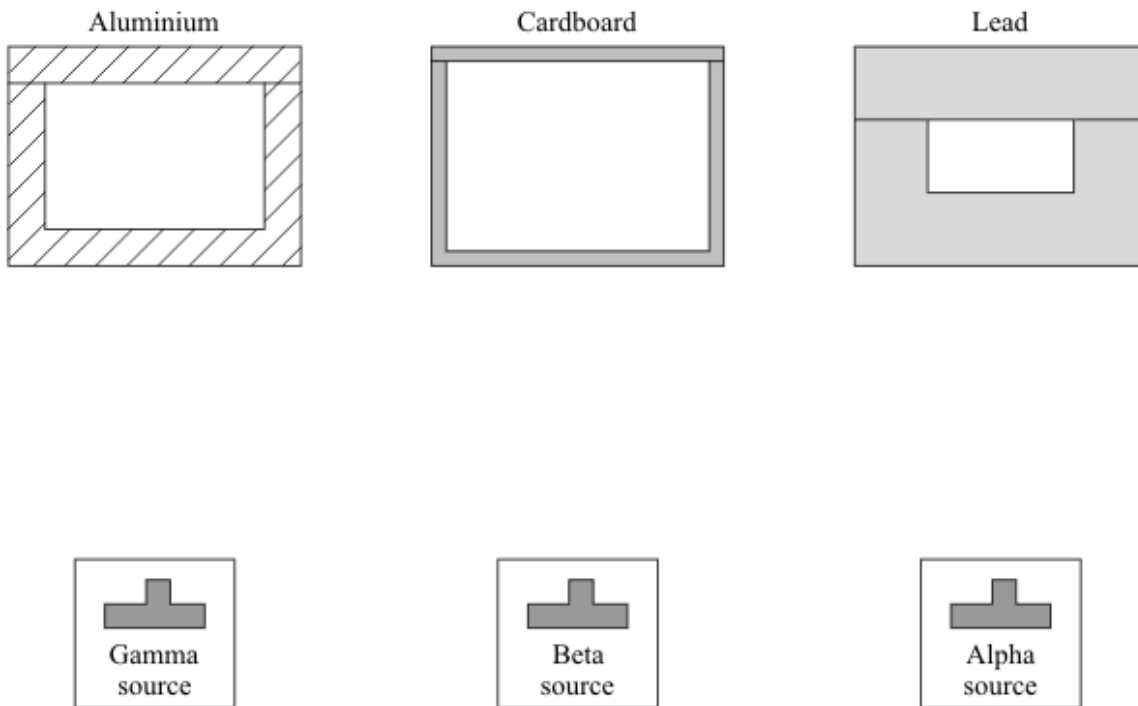 Aluminium
Cardboard
Lead
Gamma
source
Beta
source
Alpha
source